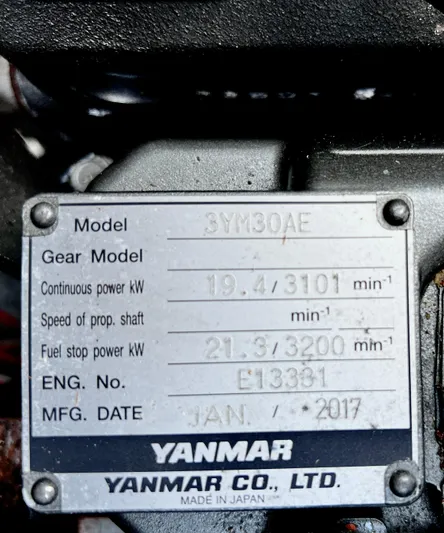 Model 3YM30AE
Gear Model
Continuous power kW 19.4 / 3101 min-1
Speed of prop. shaft min-1
Fuel stop power kW 21.3 / 3200 min-1
ENG. No. E13331
MFG. DATE JAN. / 2017
YANMAR
YANMAR CO., LTD.
MADE IN JAPAN